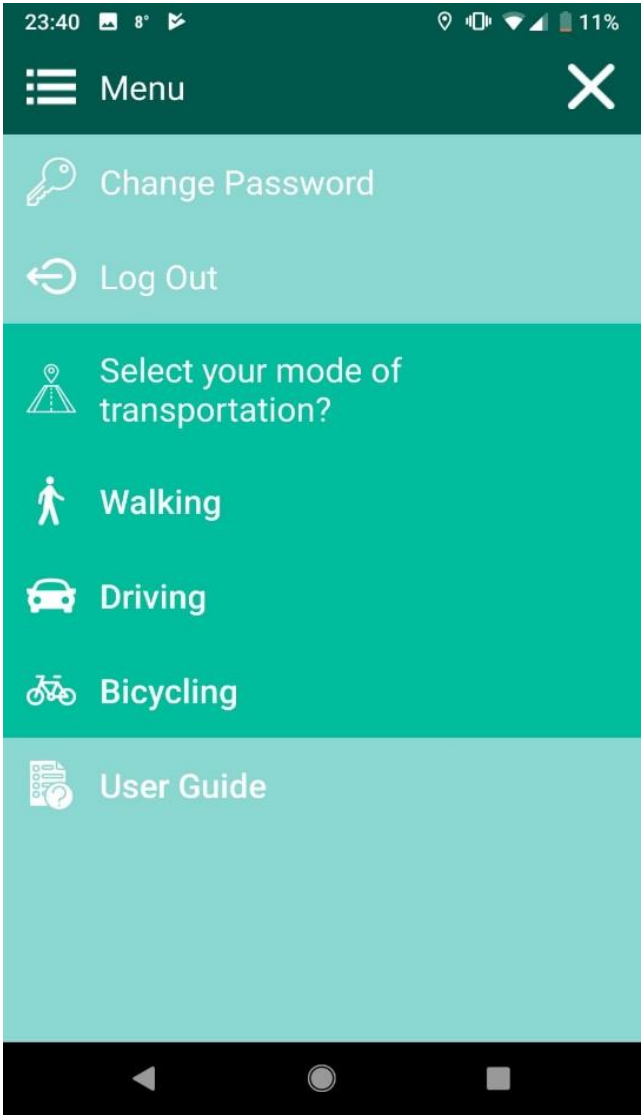 23:40 8° 11%
Menu
Change Password
Log Out
Select your mode of
transportation?
Walking
Driving
Bicycling
User Guide